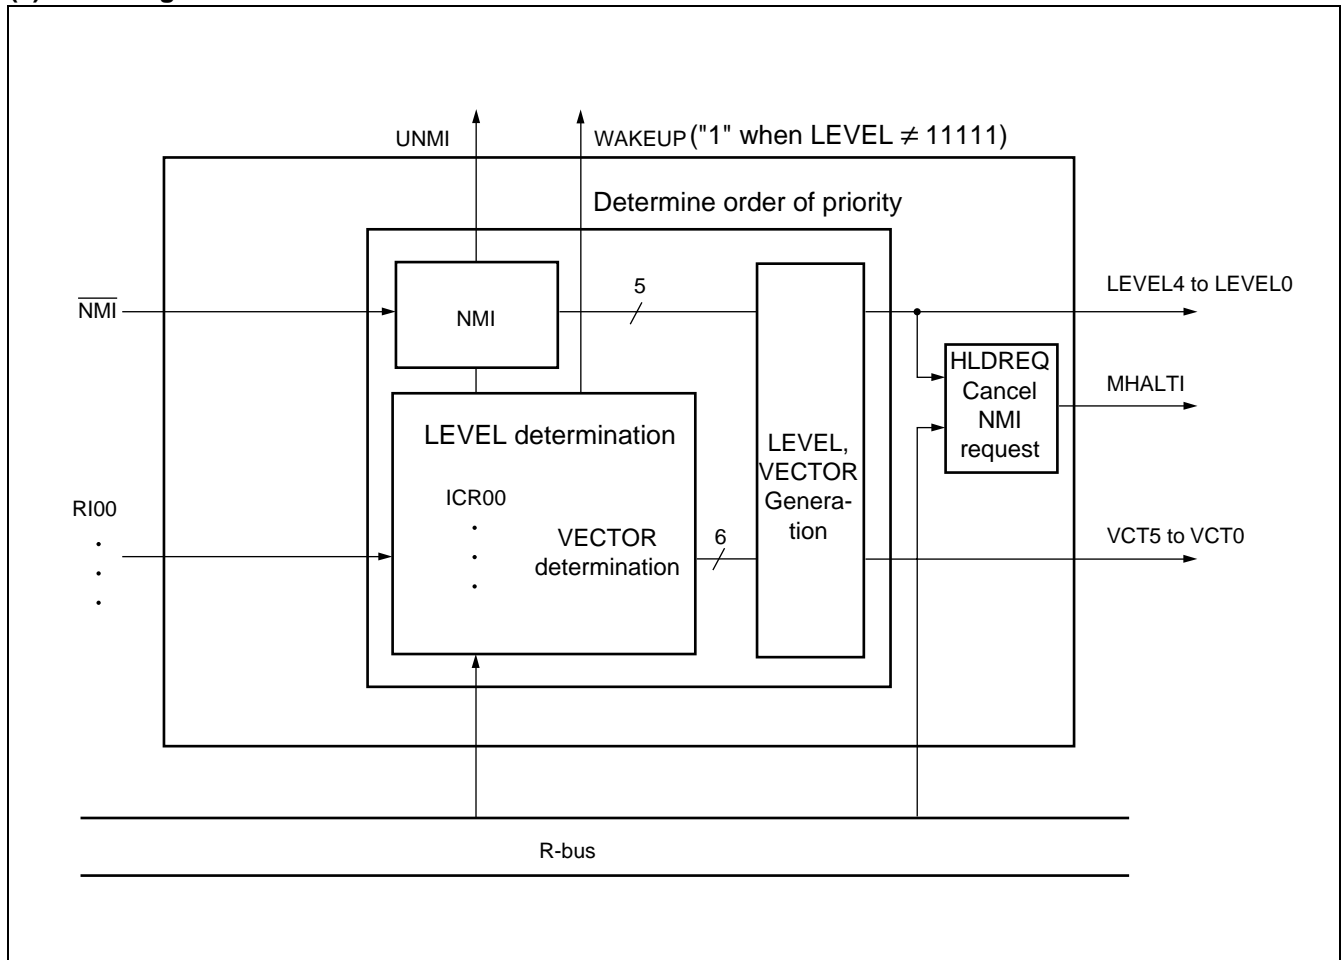 UNMI
WAKEUP ("1" when LEVEL ≠ 11111)
Determine order of priority
NMI
NMI
5
LEVEL4 to LEVEL0
HLDREQ
Cancel
NMI
request
MHALTI
LEVEL determination
ICR00
VECTOR
determination
6
LEVEL,
VECTOR
Genera-
tion
RI00
VCT5 to VCT0
R-bus